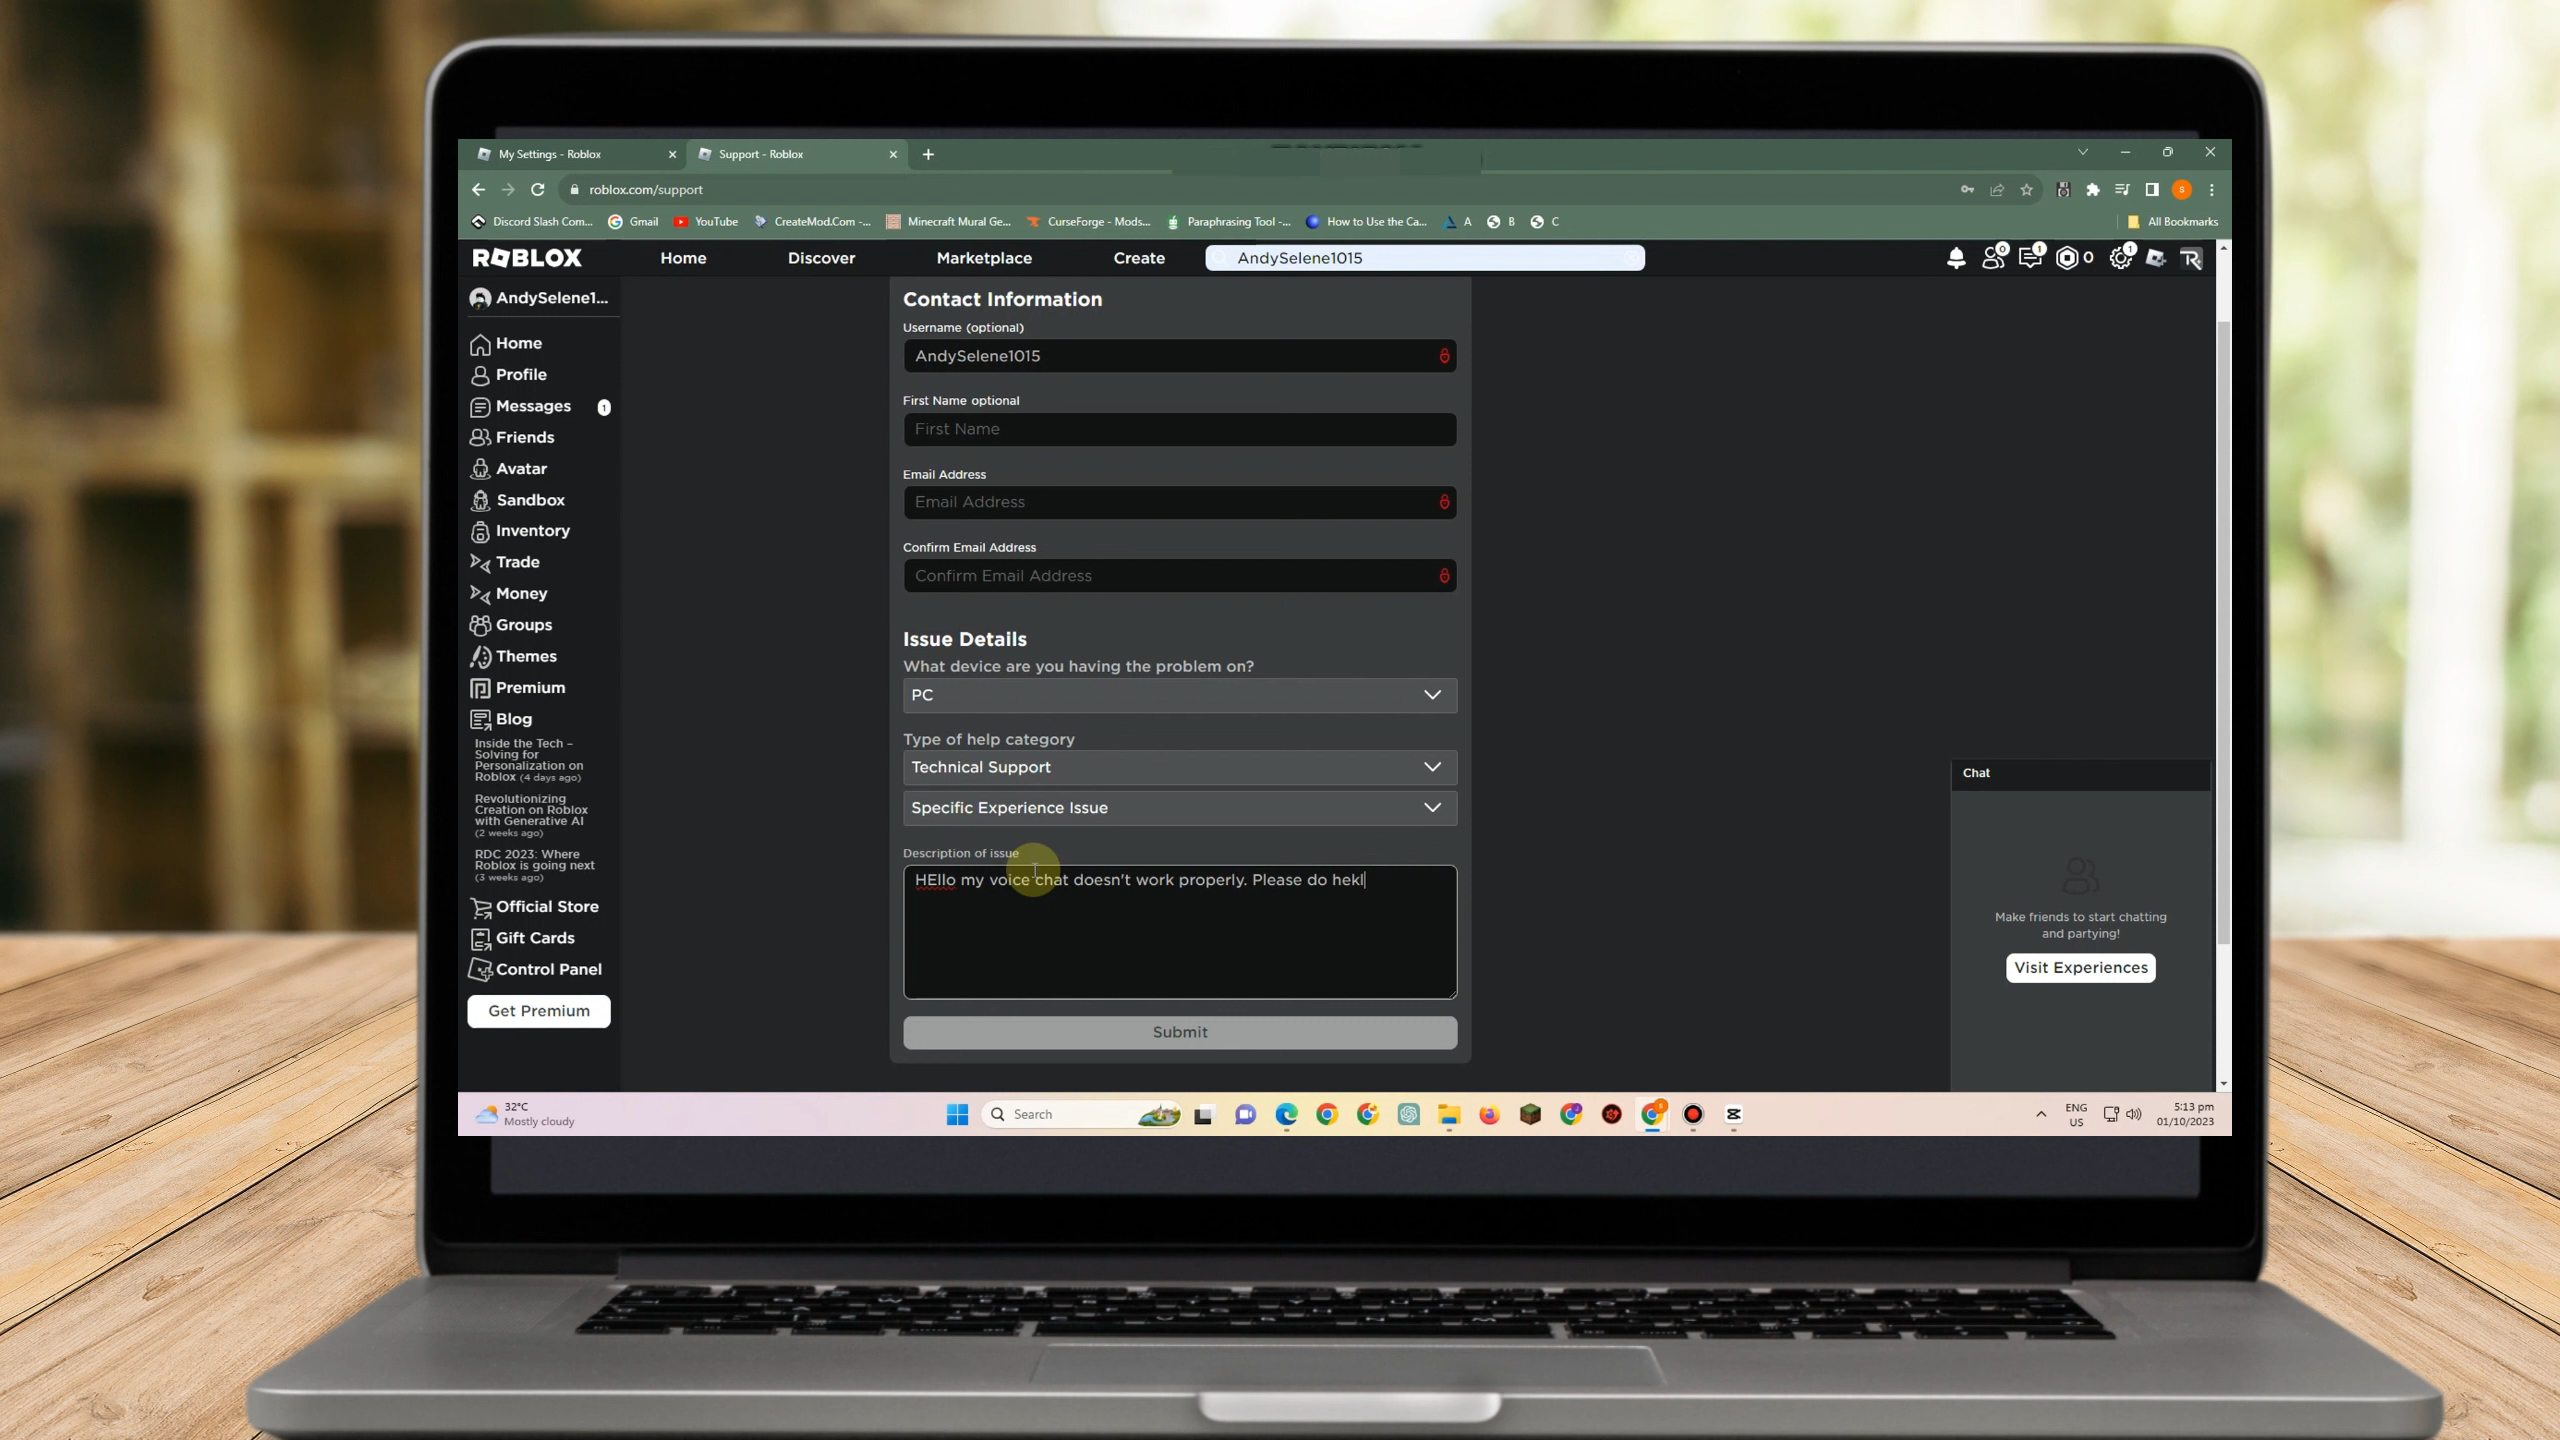 My Settings - Roblox
Support - Roblox
roblox.com/support
Discord Slash Com...
Gmail
YouTube
CreateMod.Com -...
Minecraft Mural Ge...
CurseForge - Mods...
Paraphrasing Tool -...
How to Use the Ca...
A
B
C
All Bookmarks
ROBLOX
Home
Discover
Marketplace
Create
AndySelene1015
0
1
0
1
AndySelene1...
Home
Profile
Messages 1
Friends
Avatar
Sandbox
Inventory
Trade
Money
Groups
Themes
Premium
Blog
Inside the Tech –
Solving for
Personalization on
Roblox (4 days ago)
Revolutionizing
Creation on Roblox
with Generative AI
(2 weeks ago)
RDC 2023: Where
Roblox is going next
(3 weeks ago)
Official Store
Gift Cards
Control Panel
Get Premium
Contact Information
Username (optional)
AndySelene1015
First Name optional
First Name
Email Address
Email Address
Confirm Email Address
Confirm Email Address
Issue Details
What device are you having the problem on?
PC
Type of help category
Technical Support
Specific Experience Issue
Description of issue
HEllo my voice chat doesn't work properly. Please do hekl
Submit
Chat
Make friends to start chatting
and partying!
Visit Experiences
32°C
Mostly cloudy
Search
ENG
US
5:13 pm
01/10/2023